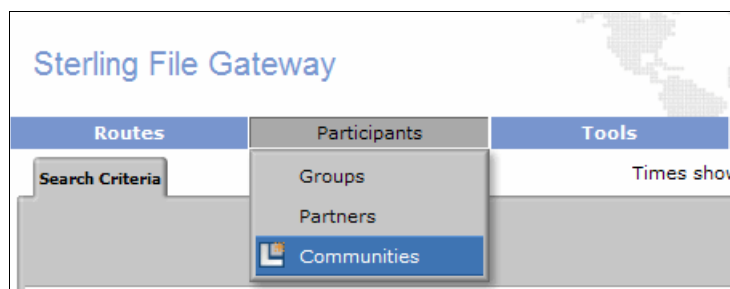 Sterling File Gateway
Routes Participants Tools
Search Criteria Groups Times show
Partners
Communities